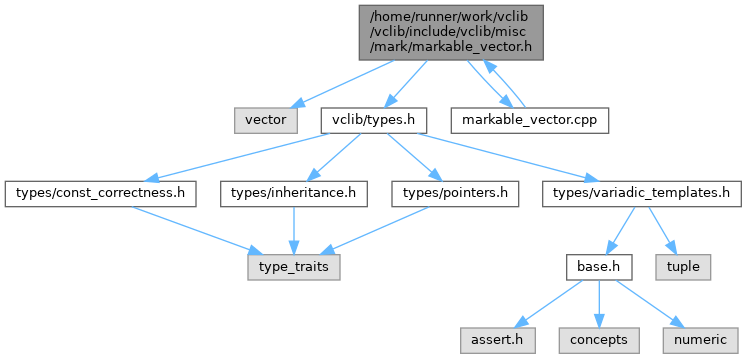 /home/runner/work/vclib
/vclib/include/vclib/misc
/mark/markable_vector.h
vector
vclib/types.h
markable_vector.cpp
types/const_correctness.h
types/inheritance.h
types/pointers.h
types/variadic_templates.h
type_traits
base.h
tuple
assert.h
concepts
numeric